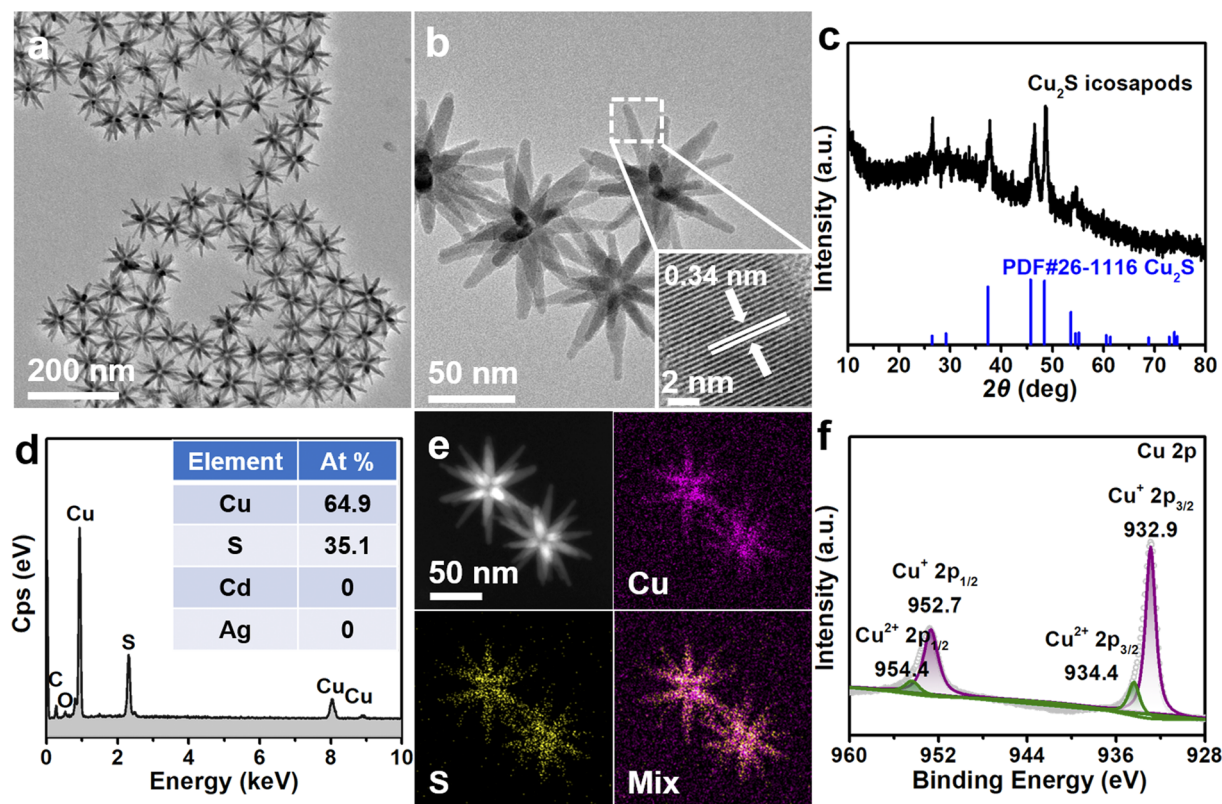 a
200 nm
b
50 nm
0.34 nm
2 nm
c
Cu₂S icosapods
PDF#26-1116 Cu₂S
Intensity (a.u.)
10 20 30 40 50 60 70 80
2θ (deg)
d
Element At %
Cu 64.9
S 35.1
Cd 0
Ag 0
Cu
C
O
S
Cu
Cu
Cps (eV)
0 2 4 6 8 10
Energy (keV)
e
50 nm
Cu
S
Mix
f
Cu 2p
Cu⁺ 2p₃/₂
932.9
Cu⁺ 2p₁/₂
952.7
Cu²⁺ 2p₁/₂
954.4
Cu²⁺ 2p₃/₂
934.4
Intensity (a.u.)
960 952 944 936 928
Binding Energy (eV)